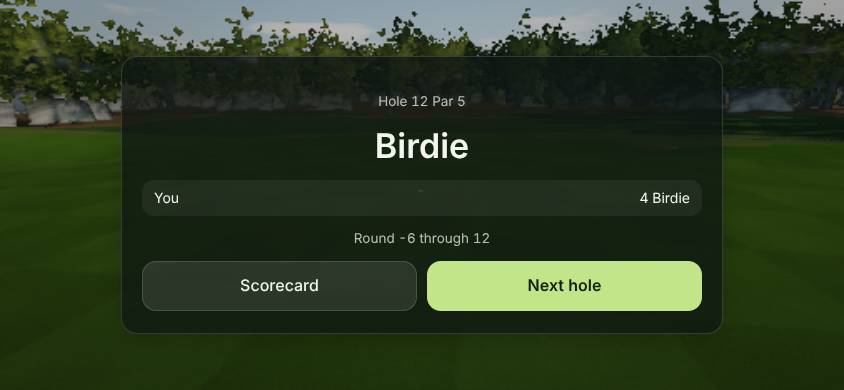 Hole 12 Par 5
Birdie
You 4 Birdie
Round -6 through 12
Scorecard Next hole